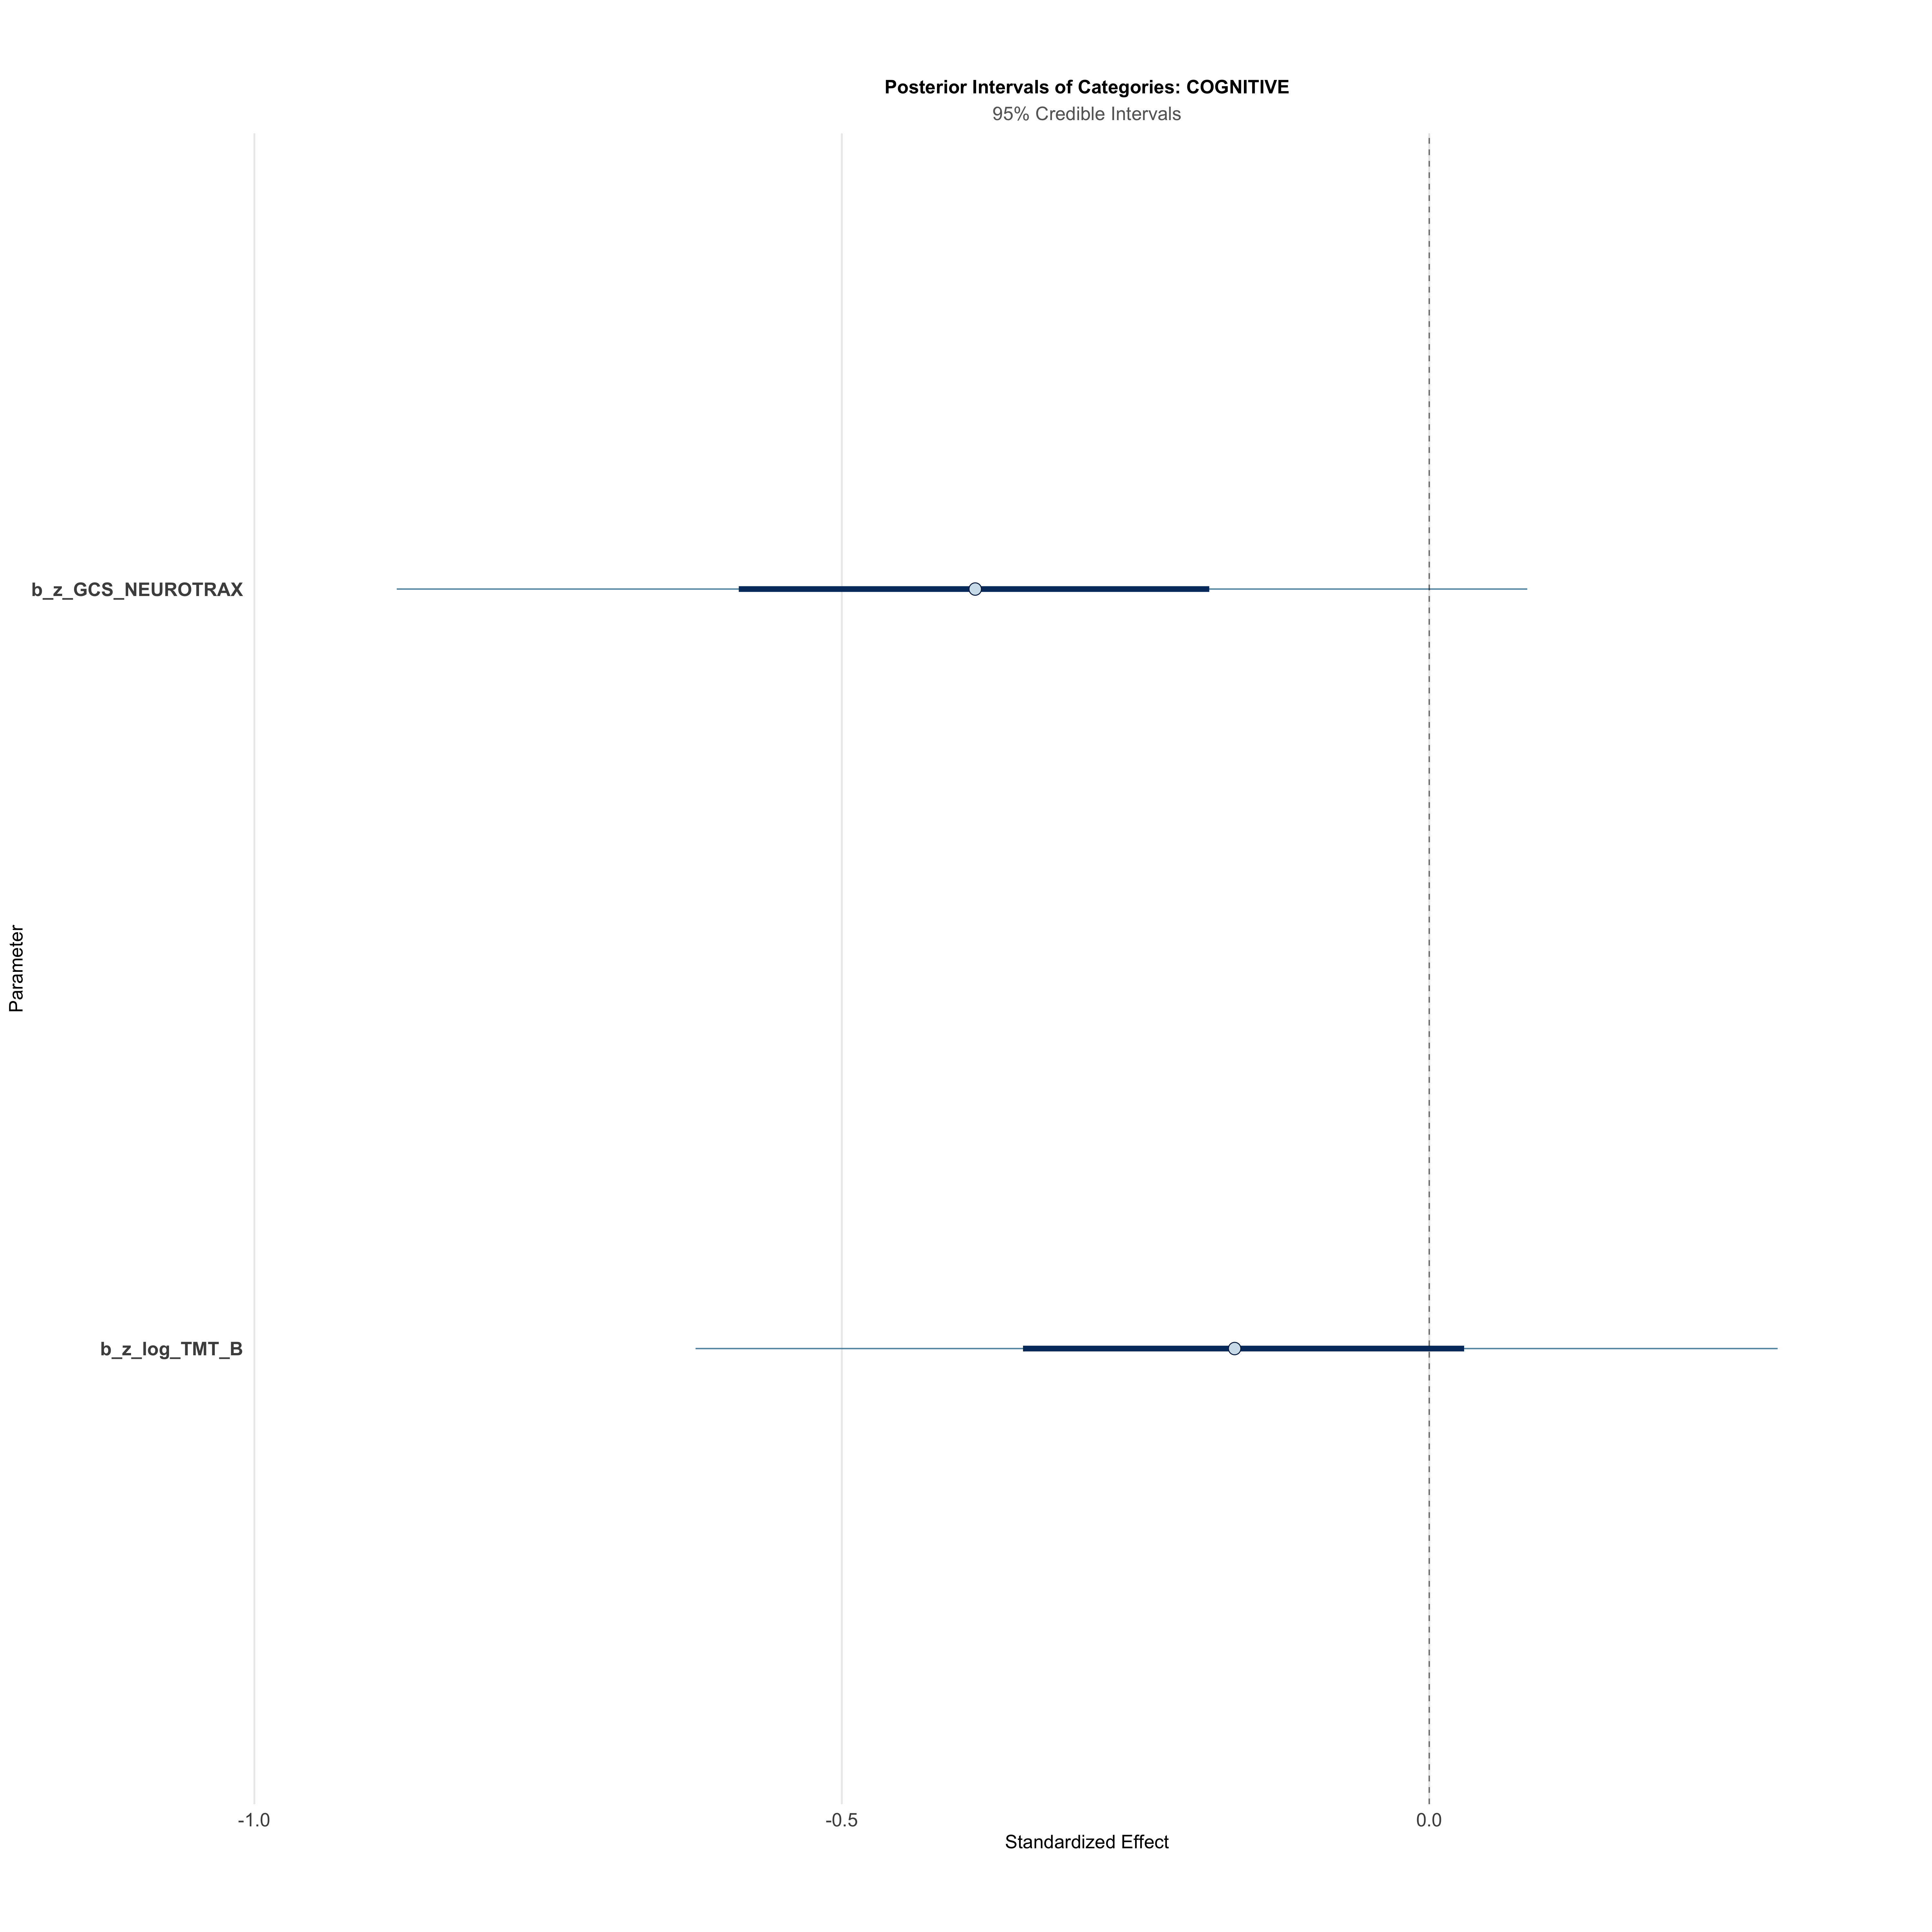 Posterior Intervals of Categories: COGNITIVE
95% Credible Intervals
b_z_GCS_NEUROTRAX
Parameter
b_z_log_TMT_B
-1.0 -0.5 0.0
Standardized Effect